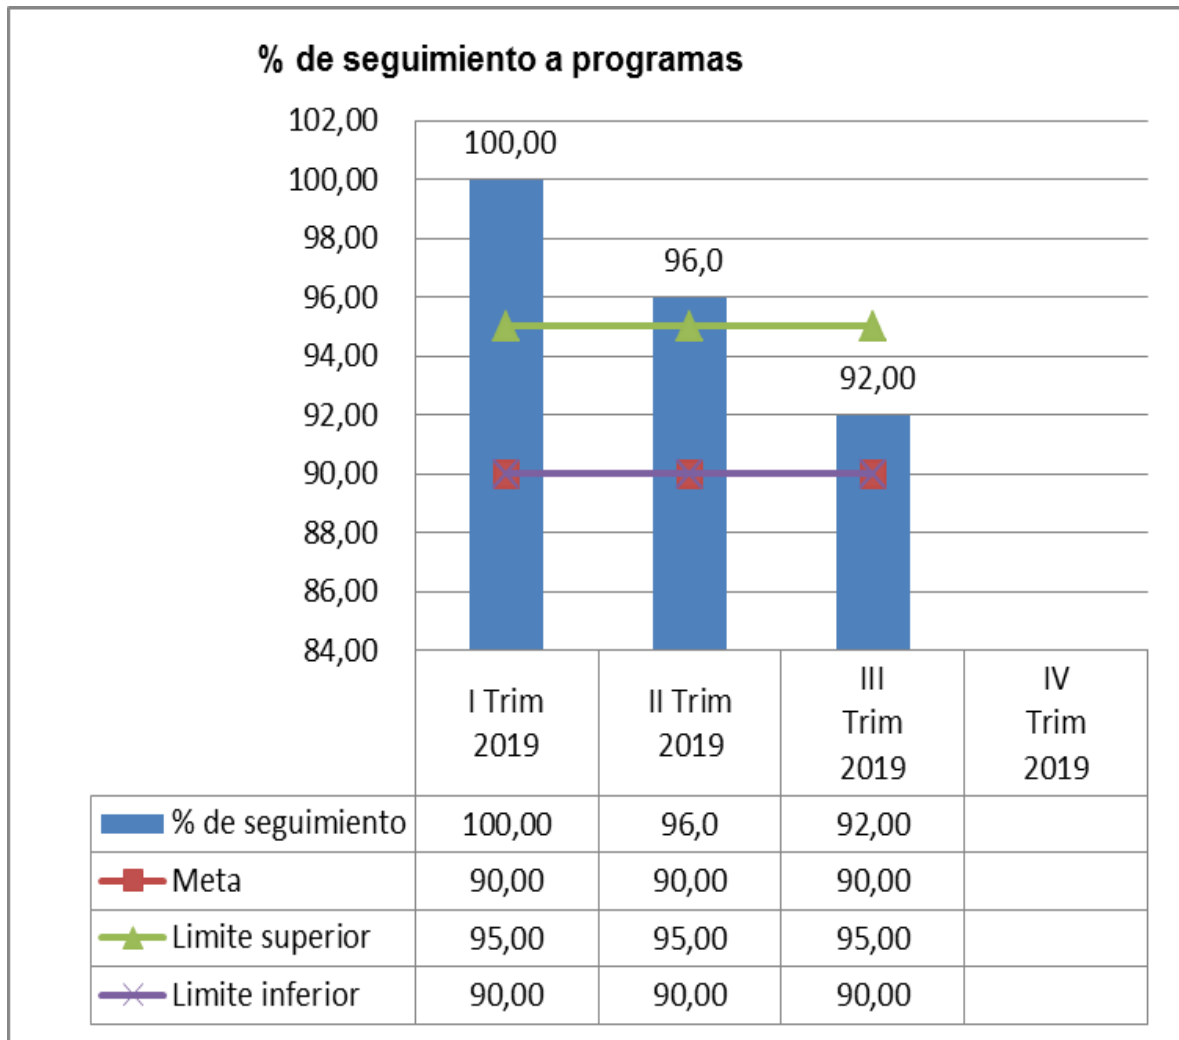 % de seguimiento a programas
102,00
100,00
98,00
96,00
94,00
92,00
90,00
88,00
86,00
84,00
100,00
96,0
92,00
I Trim
2019
II Trim
2019
III
Trim
2019
IV
Trim
2019
% de seguimiento 100,00 96,0 92,00
Meta 90,00 90,00 90,00
Limite superior 95,00 95,00 95,00
Limite inferior 90,00 90,00 90,00